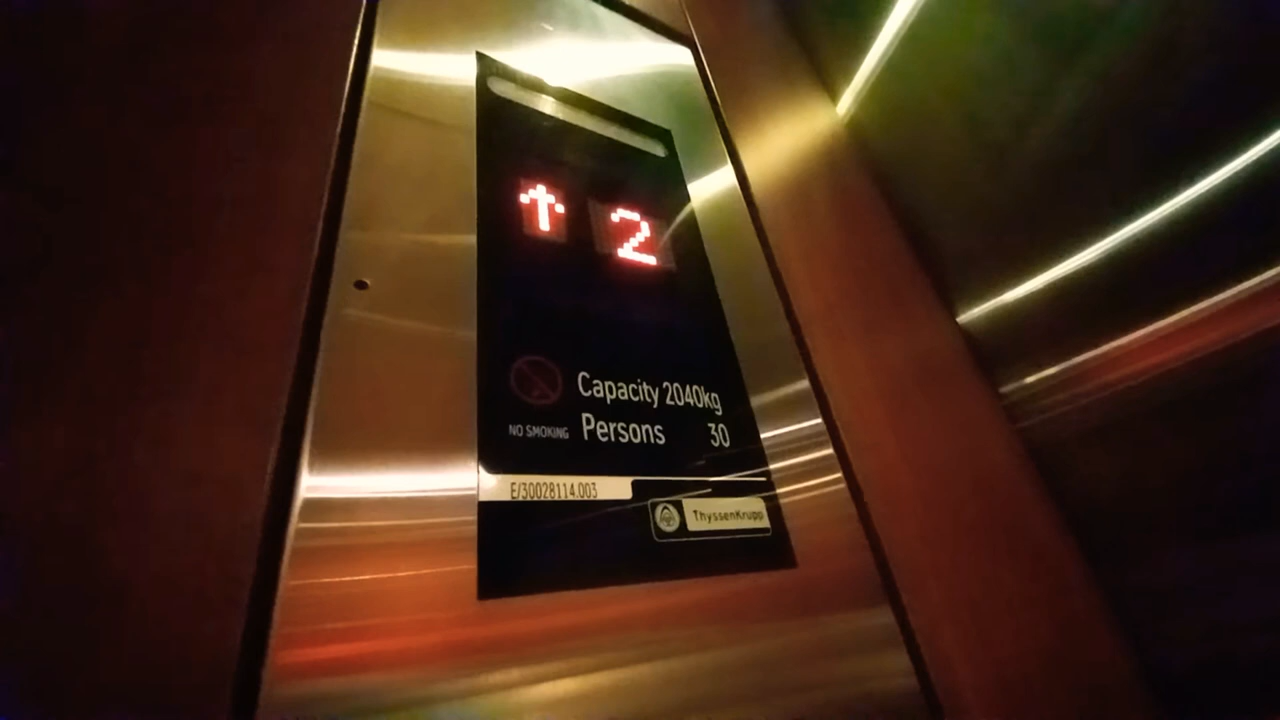 ↑ 2
Capacity 2040kg
NO SMOKING Persons 30
E/30028114.003
ThyssenKrupp